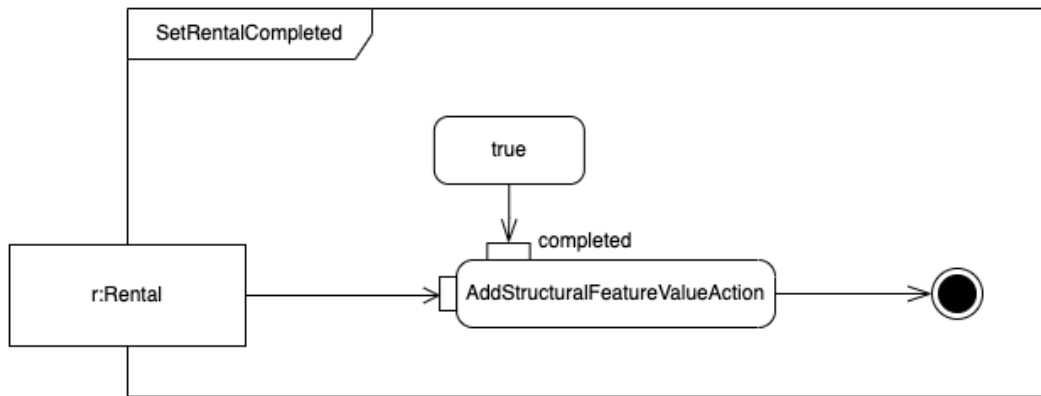 SetRentalCompleted
true
completed
r:Rental
AddStructuralFeatureValueAction